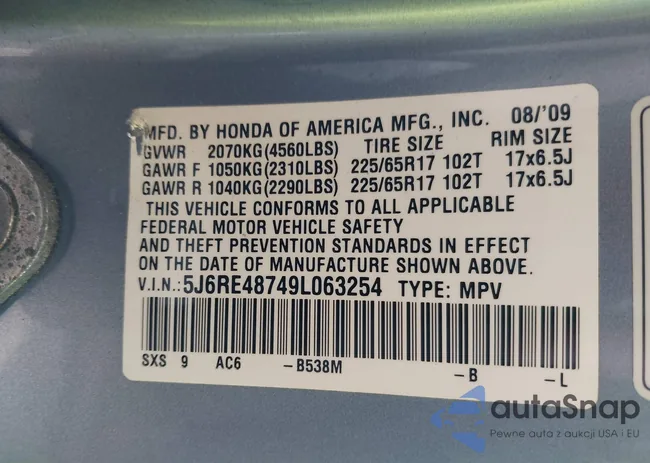 MFD. BY HONDA OF AMERICA MFG., INC. 08/'09
GVWR 2070KG(4560LBS) TIRE SIZE RIM SIZE
GAWR F 1050KG(2310LBS) 225/65R17 102T 17x6.5J
GAWR R 1040KG(2290LBS) 225/65R17 102T 17x6.5J
THIS VEHICLE CONFORMS TO ALL APPLICABLE
FEDERAL MOTOR VEHICLE SAFETY
AND THEFT PREVENTION STANDARDS IN EFFECT
ON THE DATE OF MANUFACTURE SHOWN ABOVE.
V.I.N.: 5J6RE48749L063254 TYPE: MPV
SXS 9 AC6 -B538M -B -L
autaSnap
Pewne auta z aukcji USA i EU